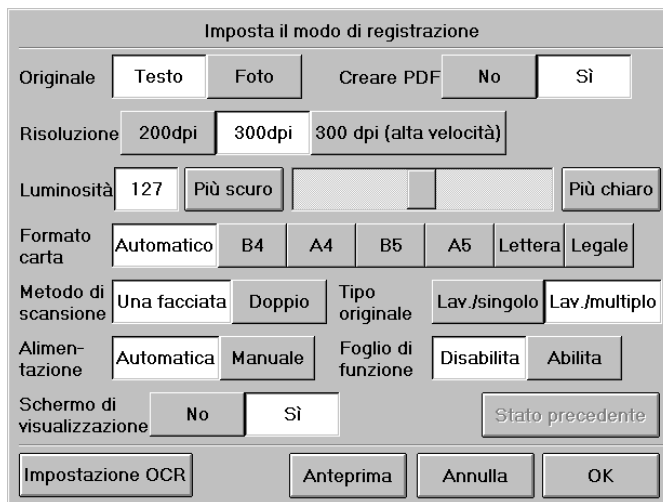 Imposta il modo di registrazione
Originale Testo Foto Creare PDF No Sì
Risoluzione 200dpi 300dpi 300 dpi (alta velocità)
Luminosità 127 Più scuro Più chiaro
Formato
carta Automatico B4 A4 B5 A5 Lettera Legale
Metodo di
scansione Una facciata Doppio Tipo
originale Lav./singolo Lav./multiplo
Alimen-
tazione Automatica Manuale Foglio di
funzione Disabilita Abilita
Schermo di
visualizzazione No Sì Stato precedente
Impostazione OCR Anteprima Annulla OK